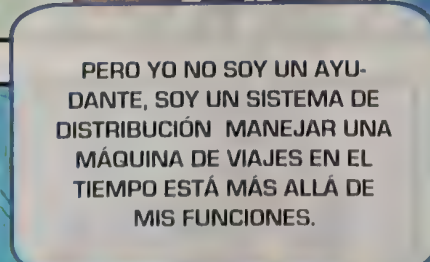 PERO YO NO SOY UN AYU-
DANTE, SOY UN SISTEMA DE
DISTRIBUCIÓN  MANEJAR UNA
MÁQUINA DE VIAJES EN EL
TIEMPO ESTÁ MÁS ALLÁ DE
MIS FUNCIONES.